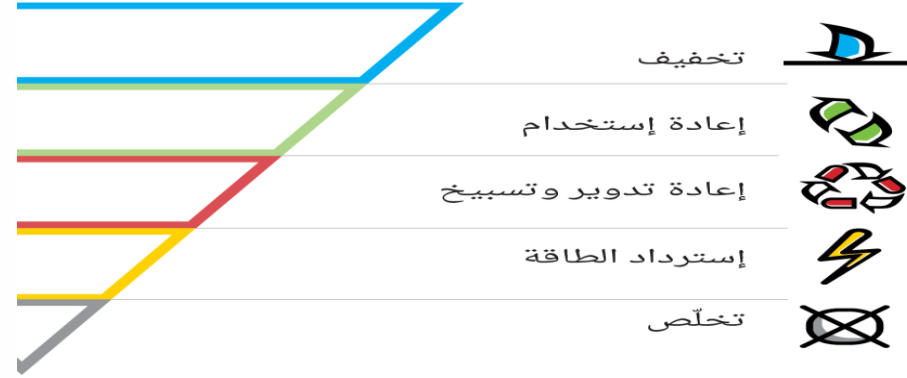 تخفيف
إعادة إستخدام
إعادة تدوير وتسبيخ
إسترداد الطاقة
تخلّص